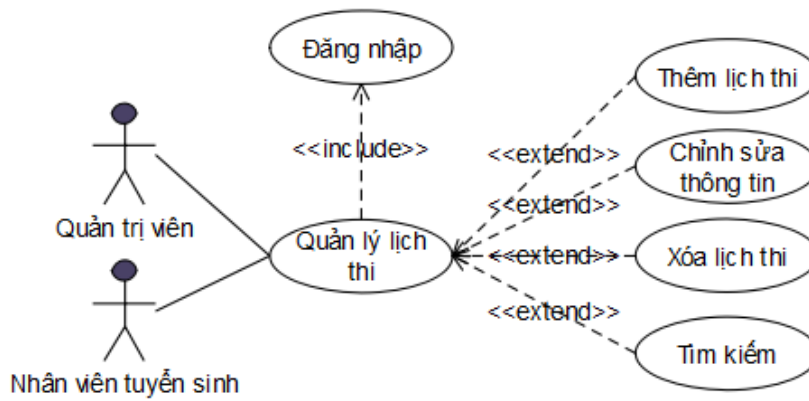 Đăng nhập
Thêm lịch thi
<<include>>
<<extend>>
Chỉnh sửa
thông tin
<<extend>>
Quản trị viên
Quản lý lịch
thi
<<extend>>
Xóa lịch thi
<<extend>>
Tìm kiếm
Nhân viên tuyển sinh